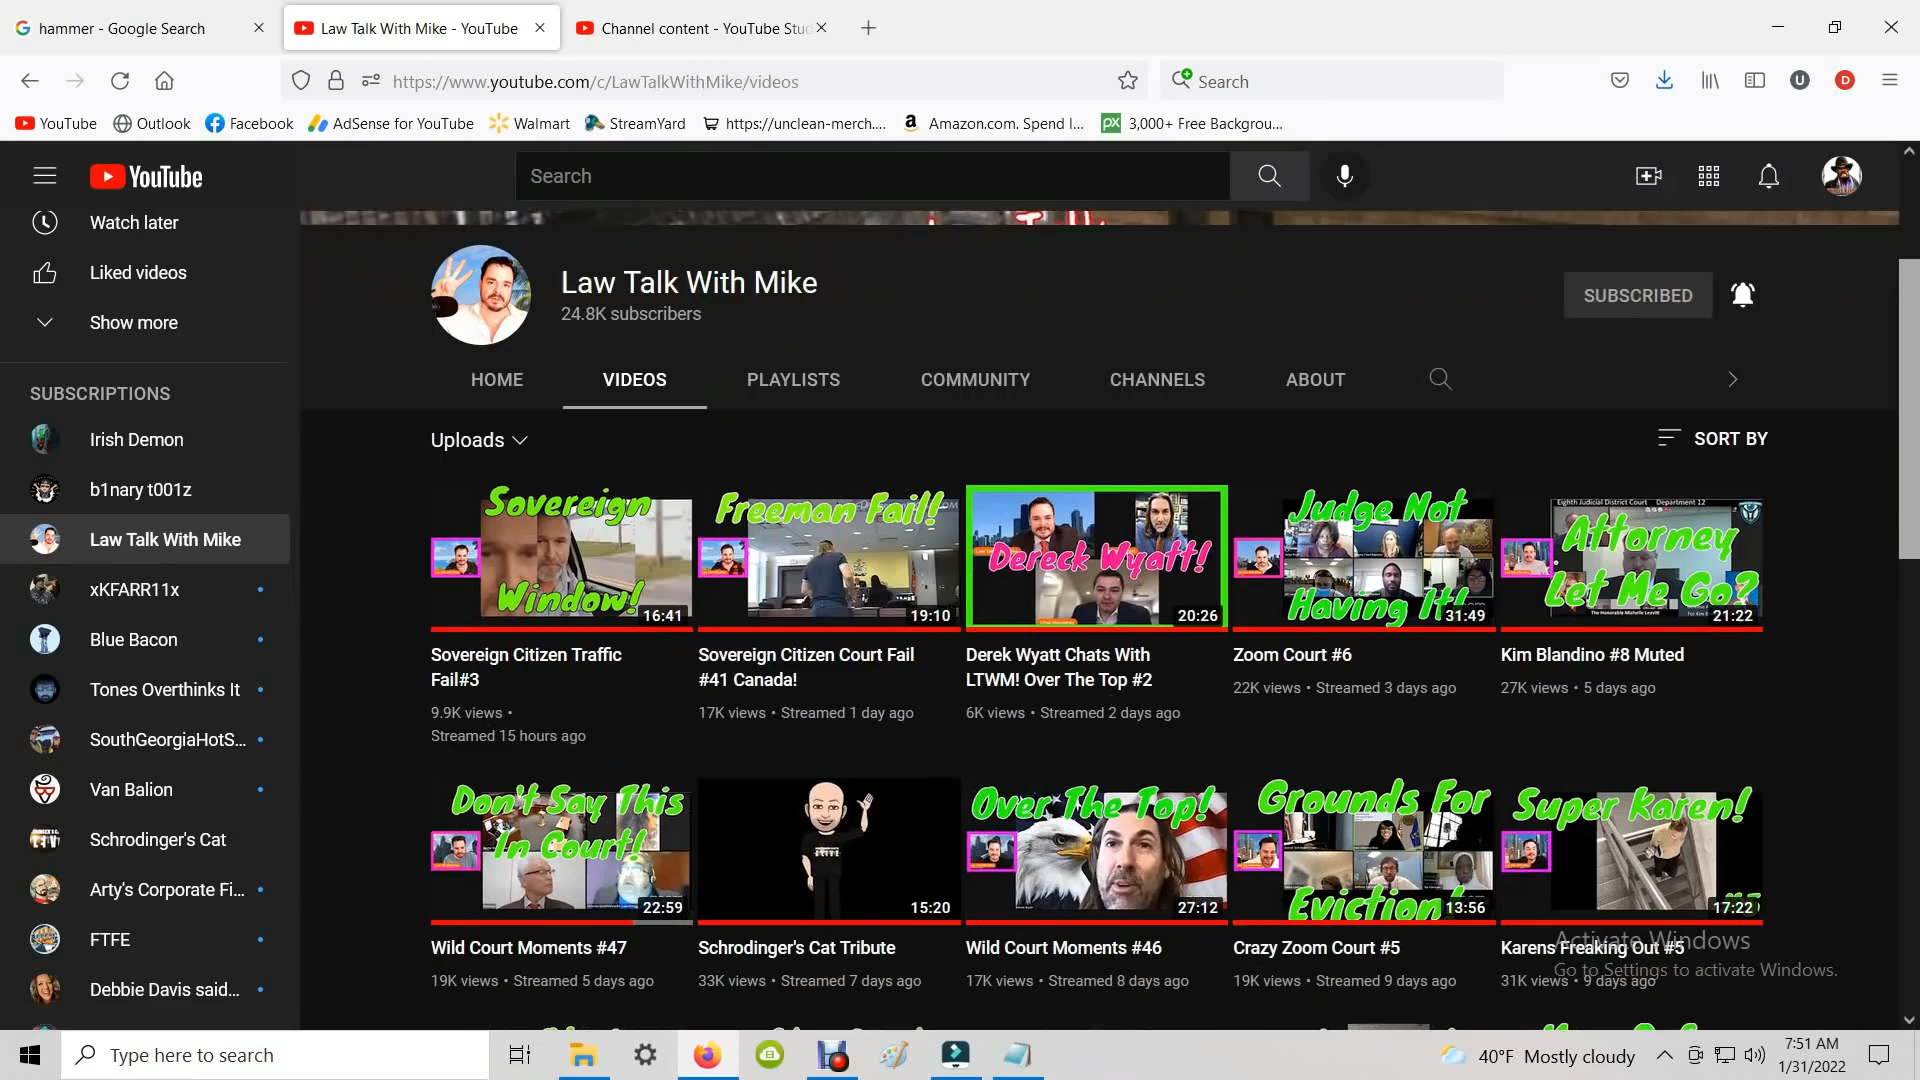 hammer - Google Search
Law Talk With Mike - YouTube
Channel content - YouTube Stud
https://www.youtube.com/c/LawTalkWithMike/videos
Search
U
D
YouTube
Outlook
Facebook
AdSense for YouTube
Walmart
StreamYard
https://unclean-merch....
a
Amazon.com. Spend l...
px
3,000+ Free Backgrou...
YouTube
Search
Watch later
Liked videos
Show more
SUBSCRIPTIONS
Irish Demon
b1nary t001z
Law Talk With Mike
xKFARR11x
Blue Bacon
Tones Overthinks It
SouthGeorgiaHotS...
Van Balion
Schrodinger's Cat
Arty's Corporate Fi...
FTFE
Debbie Davis said...
Law Talk With Mike
24.8K subscribers
SUBSCRIBED
HOME
VIDEOS
PLAYLISTS
COMMUNITY
CHANNELS
ABOUT
Uploads
SORT BY
Sovereign
Window!
16:41
Freeman Fail!
19:10
Dereck Wyatt!
20:26
Judge Not
Having It!
31:49
Eighth Judicial District Court Department 12
Attorney
Let Me Go?
The Honorable Michelle Leavitt
21:22
Sovereign Citizen Traffic
Fail#3
9.9K views •
Streamed 15 hours ago
Sovereign Citizen Court Fail
#41 Canada!
17K views • Streamed 1 day ago
Derek Wyatt Chats With
LTWM! Over The Top #2
6K views • Streamed 2 days ago
Zoom Court #6
22K views • Streamed 3 days ago
Kim Blandino #8 Muted
27K views • 5 days ago
Don't Say This
In Court!
22:59
ALIVE
15:20
Over The Top!
27:12
Grounds For
Eviction!
13:56
Super Karen!
17:22
Wild Court Moments #47
19K views • Streamed 5 days ago
Schrodinger's Cat Tribute
33K views • Streamed 7 days ago
Wild Court Moments #46
17K views • Streamed 8 days ago
Crazy Zoom Court #5
19K views • Streamed 9 days ago
Karens Freaking Out #5
31K views • 9 days ago
Activate Windows
Go to Settings to activate Windows.
Type here to search
40°F Mostly cloudy
7:51 AM
1/31/2022